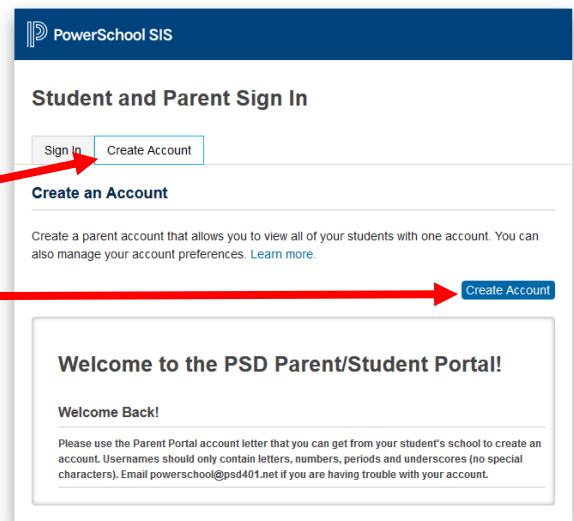 PowerSchool SIS
Student and Parent Sign In
Sign In Create Account
Create an Account
Create a parent account that allows you to view all of your students with one account. You can
also manage your account preferences. Learn more.
Create Account
Welcome to the PSD Parent/Student Portal!
Welcome Back!
Please use the Parent Portal account letter that you can get from your student's school to create an
account. Usernames should only contain letters, numbers, periods and underscores (no special
characters). Email powerschool@psd401.net if you are having trouble with your account.